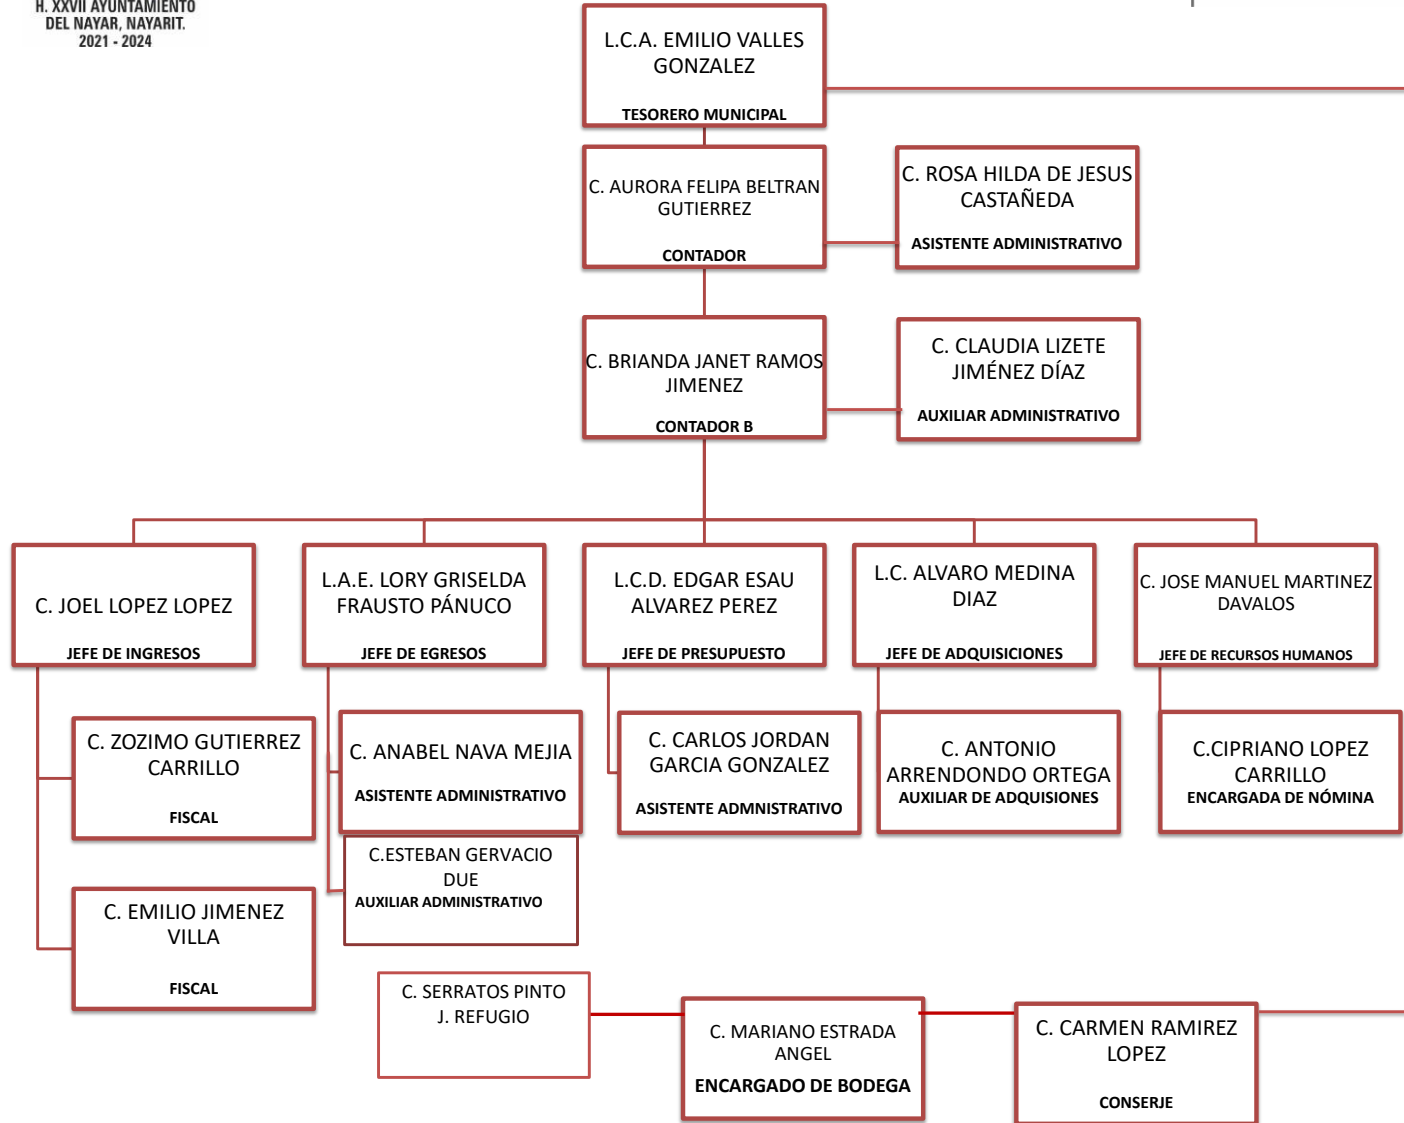 H. XXVII AYUNTAMIENTO
DEL NAYAR, NAYARIT.
2021 - 2024
L.C.A. EMILIO VALLES
GONZALEZ
TESORERO MUNICIPAL
C. AURORA FELIPA BELTRAN
GUTIERREZ
CONTADOR
C. ROSA HILDA DE JESUS
CASTAÑEDA
ASISTENTE ADMINISTRATIVO
C. BRIANDA JANET RAMOS
JIMENEZ
CONTADOR B
C. CLAUDIA LIZETE
JIMÉNEZ DÍAZ
AUXILIAR ADMINISTRATIVO
C. JOEL LOPEZ LOPEZ
JEFE DE INGRESOS
L.A.E. LORY GRISELDA
FRAUSTO PÁNUCO
JEFE DE EGRESOS
L.C.D. EDGAR ESAU
ALVAREZ PEREZ
JEFE DE PRESUPUESTO
L.C. ALVARO MEDINA
DIAZ
JEFE DE ADQUISICIONES
C. JOSE MANUEL MARTINEZ
DAVALOS
JEFE DE RECURSOS HUMANOS
C. ZOZIMO GUTIERREZ
CARRILLO
FISCAL
C. ANABEL NAVA MEJIA
ASISTENTE ADMINISTRATIVO
C. CARLOS JORDAN
GARCIA GONZALEZ
ASISTENTE ADMNISTRATIVO
C. ANTONIO
ARRENDONDO ORTEGA
AUXILIAR DE ADQUISIONES
C.CIPRIANO LOPEZ
CARRILLO
ENCARGADA DE NÓMINA
C.ESTEBAN GERVACIO
DUE
AUXILIAR ADMINISTRATIVO
C. EMILIO JIMENEZ
VILLA
FISCAL
C. SERRATOS PINTO
J. REFUGIO
C. MARIANO ESTRADA
ANGEL
ENCARGADO DE BODEGA
C. CARMEN RAMIREZ
LOPEZ
CONSERJE